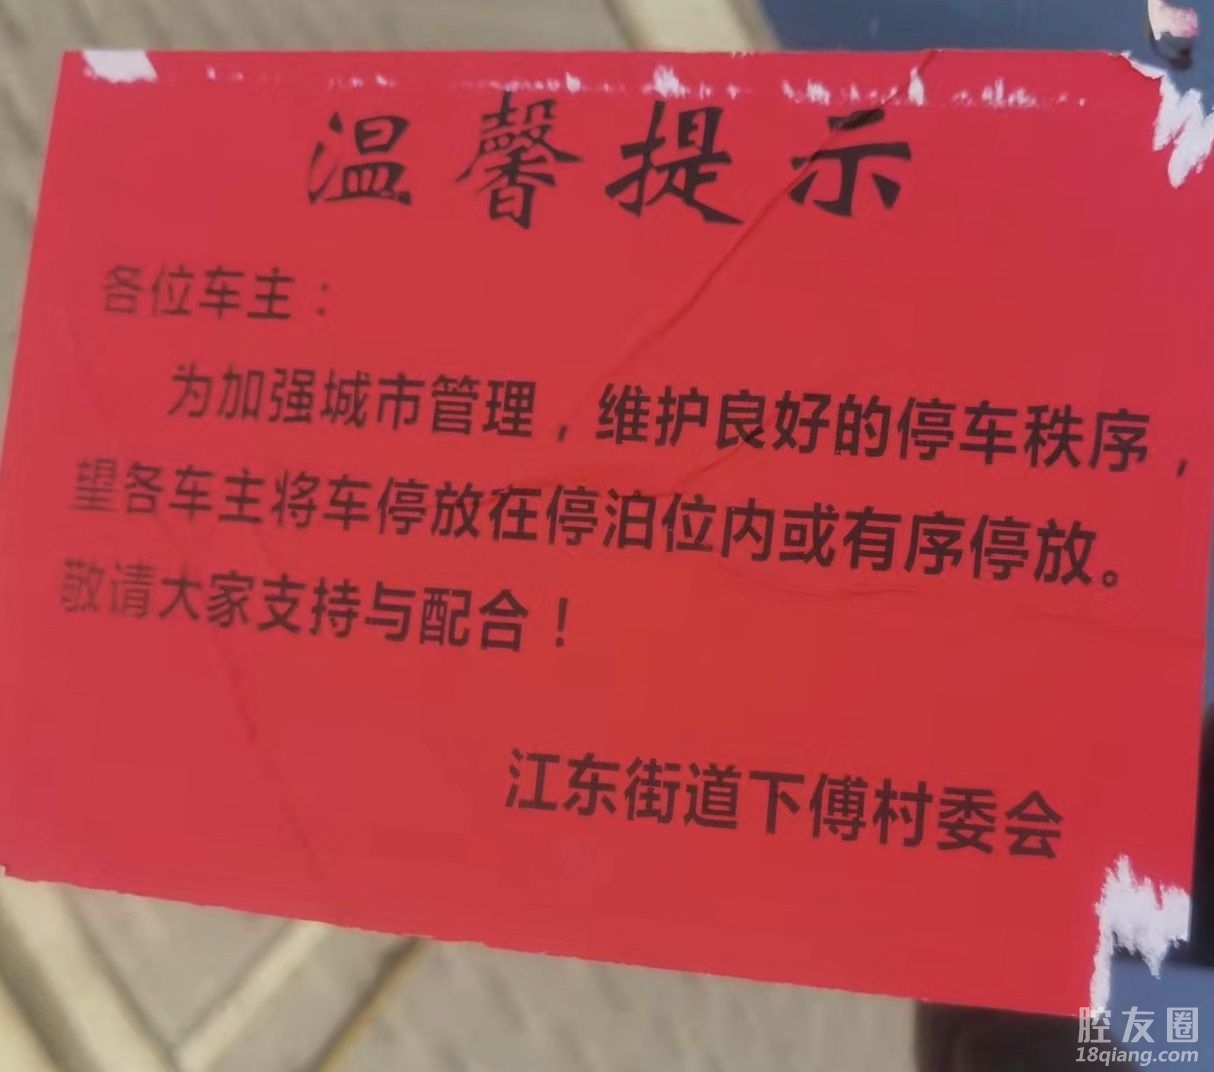 温馨提示
各位车主：
为加强城市管理，维护良好的停车秩序，
望各车主将车停放在停泊位内或有序停放。
敬请大家支持与配合！
江东街道下傅村委会
腔友圈
18qiang.com